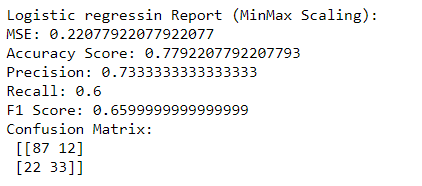 Logistic regressin Report (MinMax Scaling):
MSE: 0.22077922077922077
Accuracy Score: 0.7792207792207793
Precision: 0.7333333333333333
Recall: 0.6
F1 Score: 0.6599999999999999
Confusion Matrix:
[[87 12]
[22 33]]